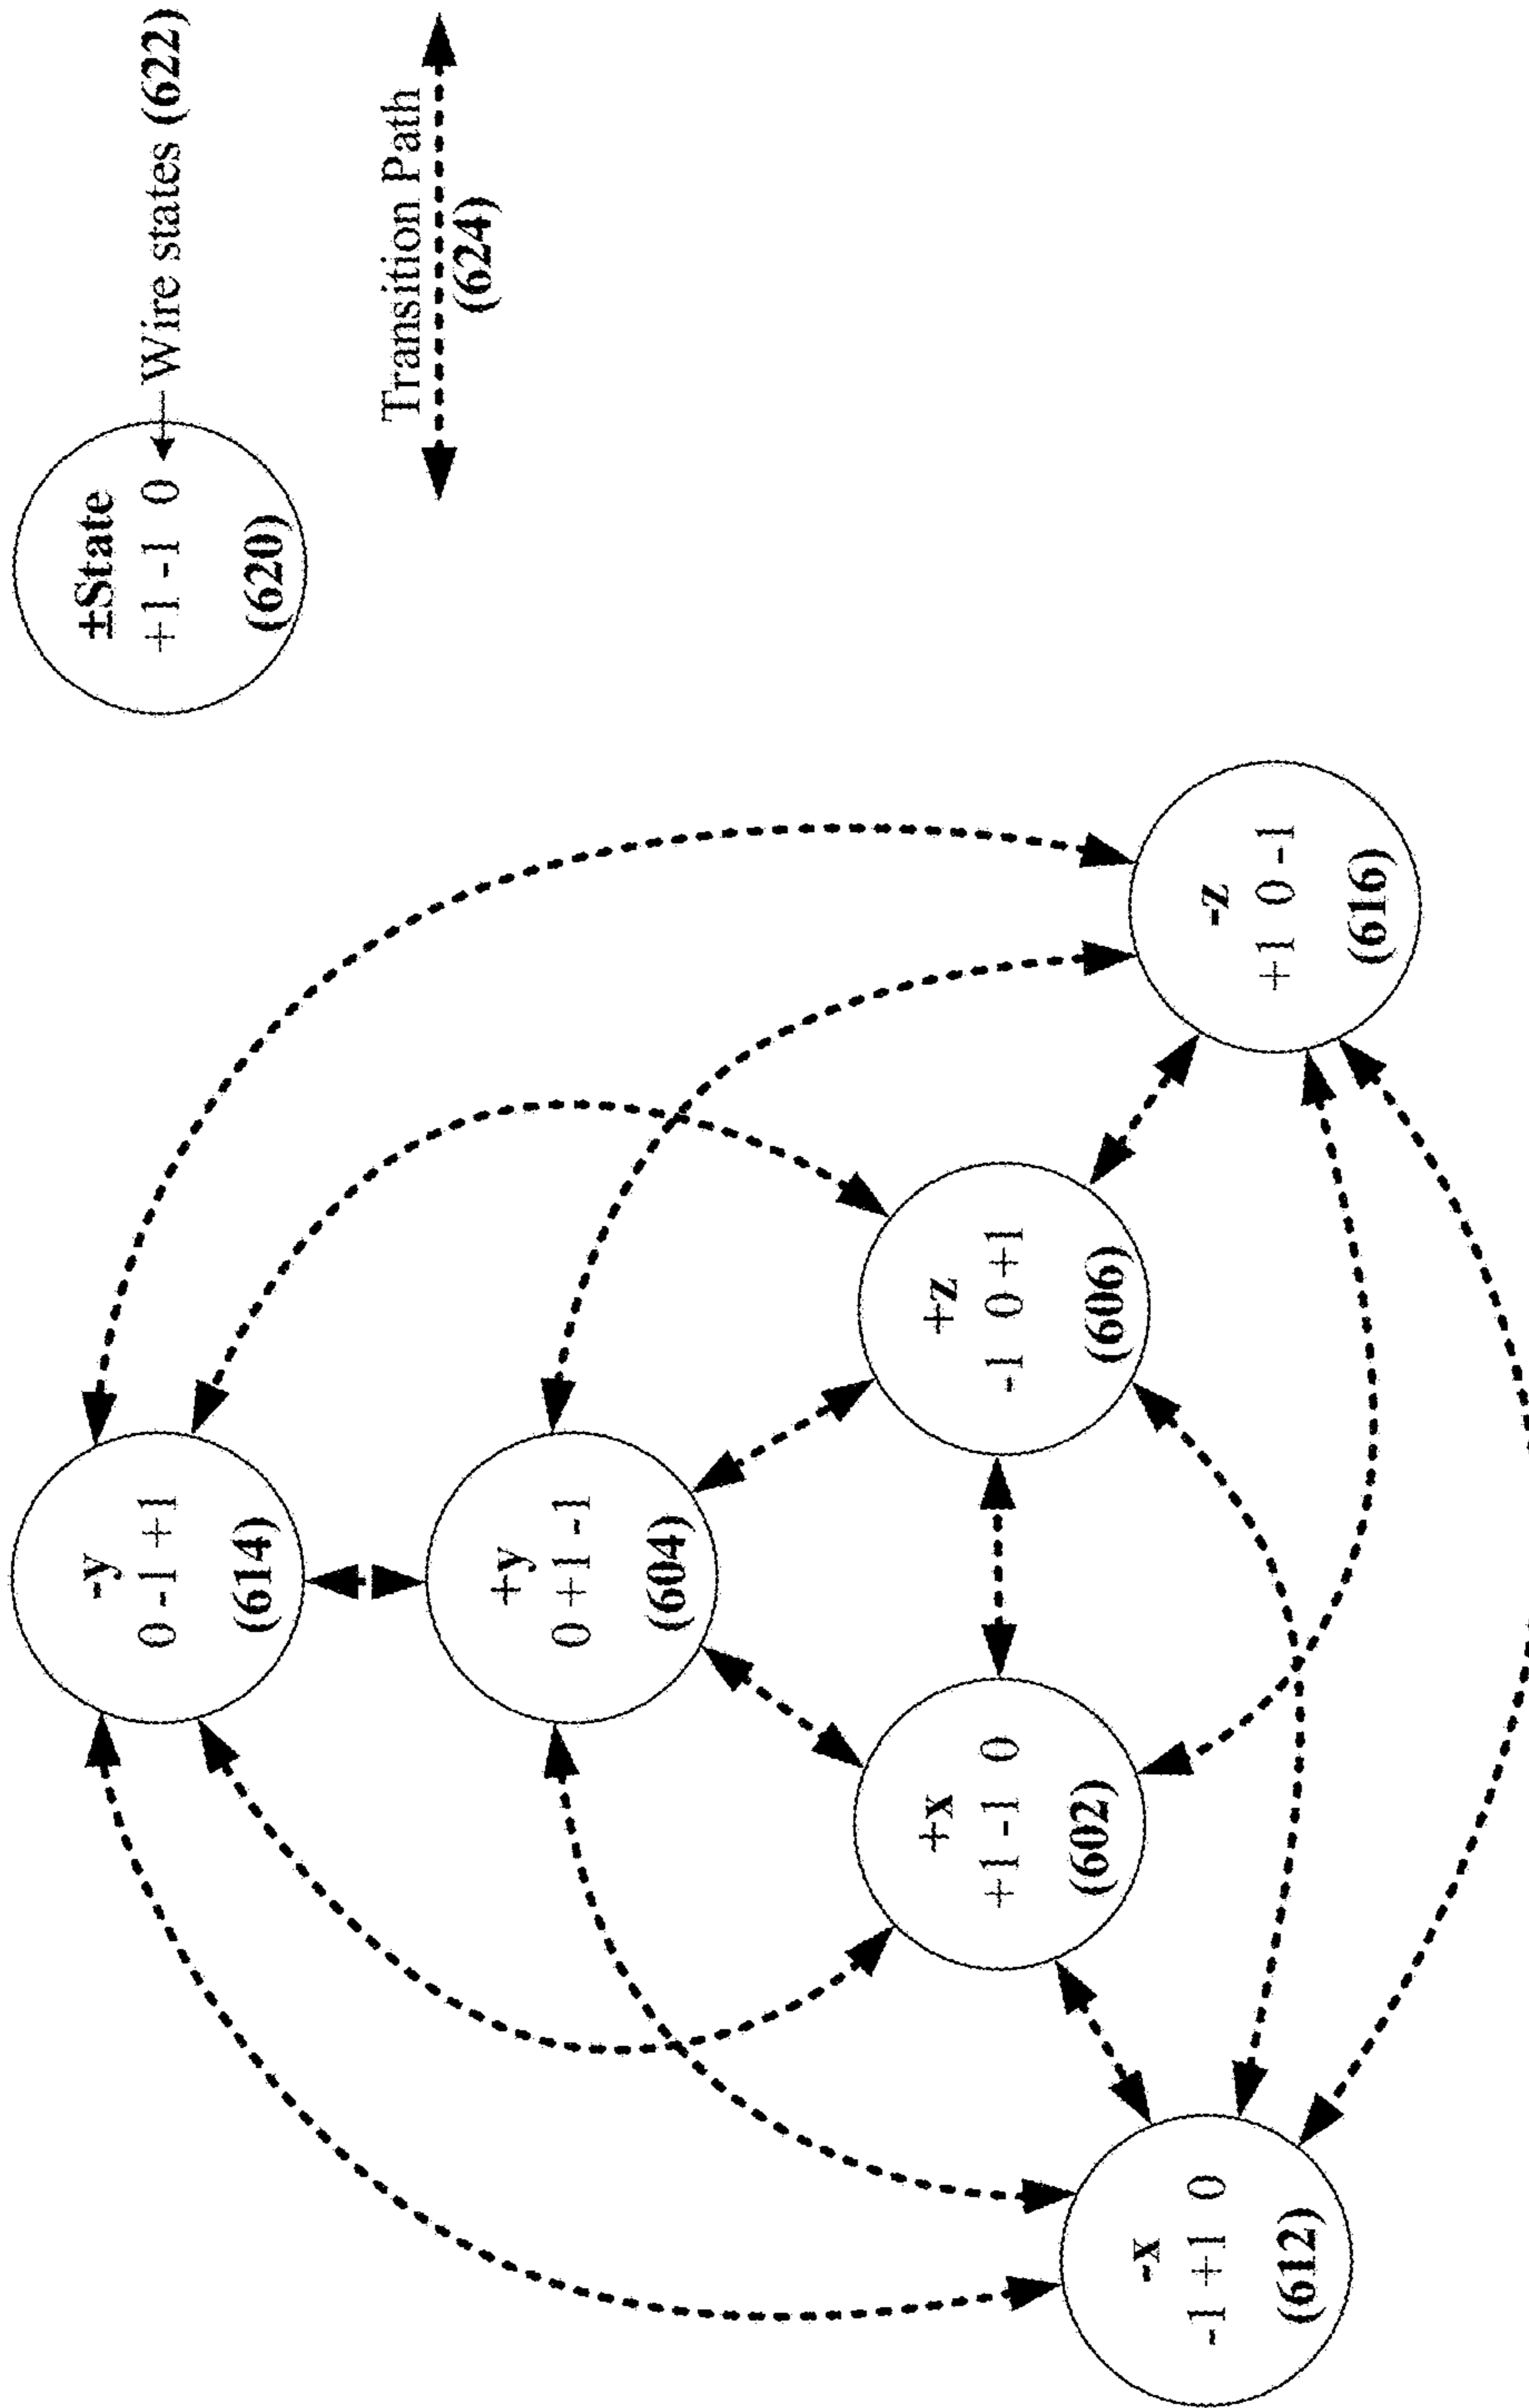 -y
0 -1 +1
(614)
+y
0 +1 -1
(604)
+x
+1 -1 0
(602)
+z
-1 0 +1
(606)
-x
-1 +1 0
(612)
-z
+1 0 -1
(616)
±State
+1 -1 0
(620)
Wire states (622)
Transition Path
(624)